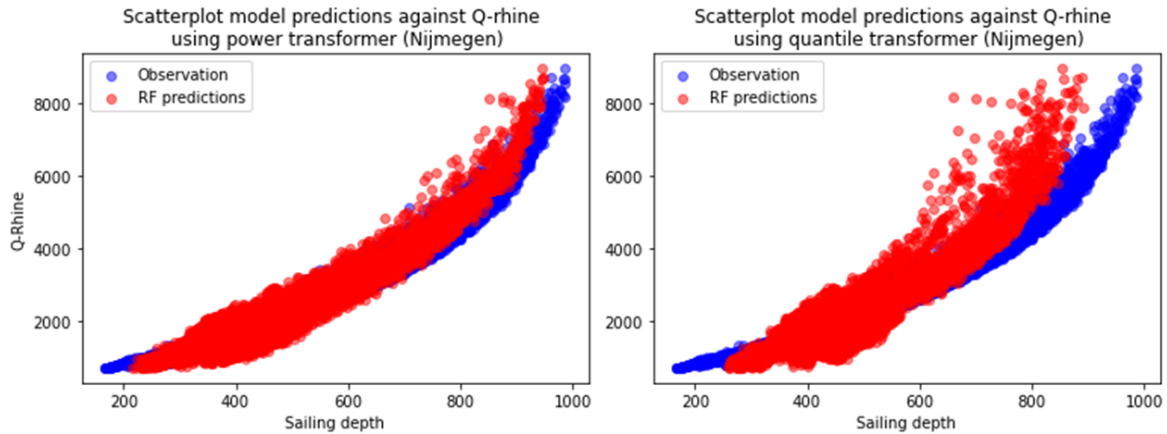 Scatterplot model predictions against Q-rhine
using power transformer (Nijmegen)
Observation
RF predictions
8000
6000
4000
2000
Q-Rhine
200
400
600
800
1000
Sailing depth
Scatterplot model predictions against Q-rhine
using quantile transformer (Nijmegen)
Observation
RF predictions
8000
6000
4000
2000
200
400
600
800
1000
Sailing depth